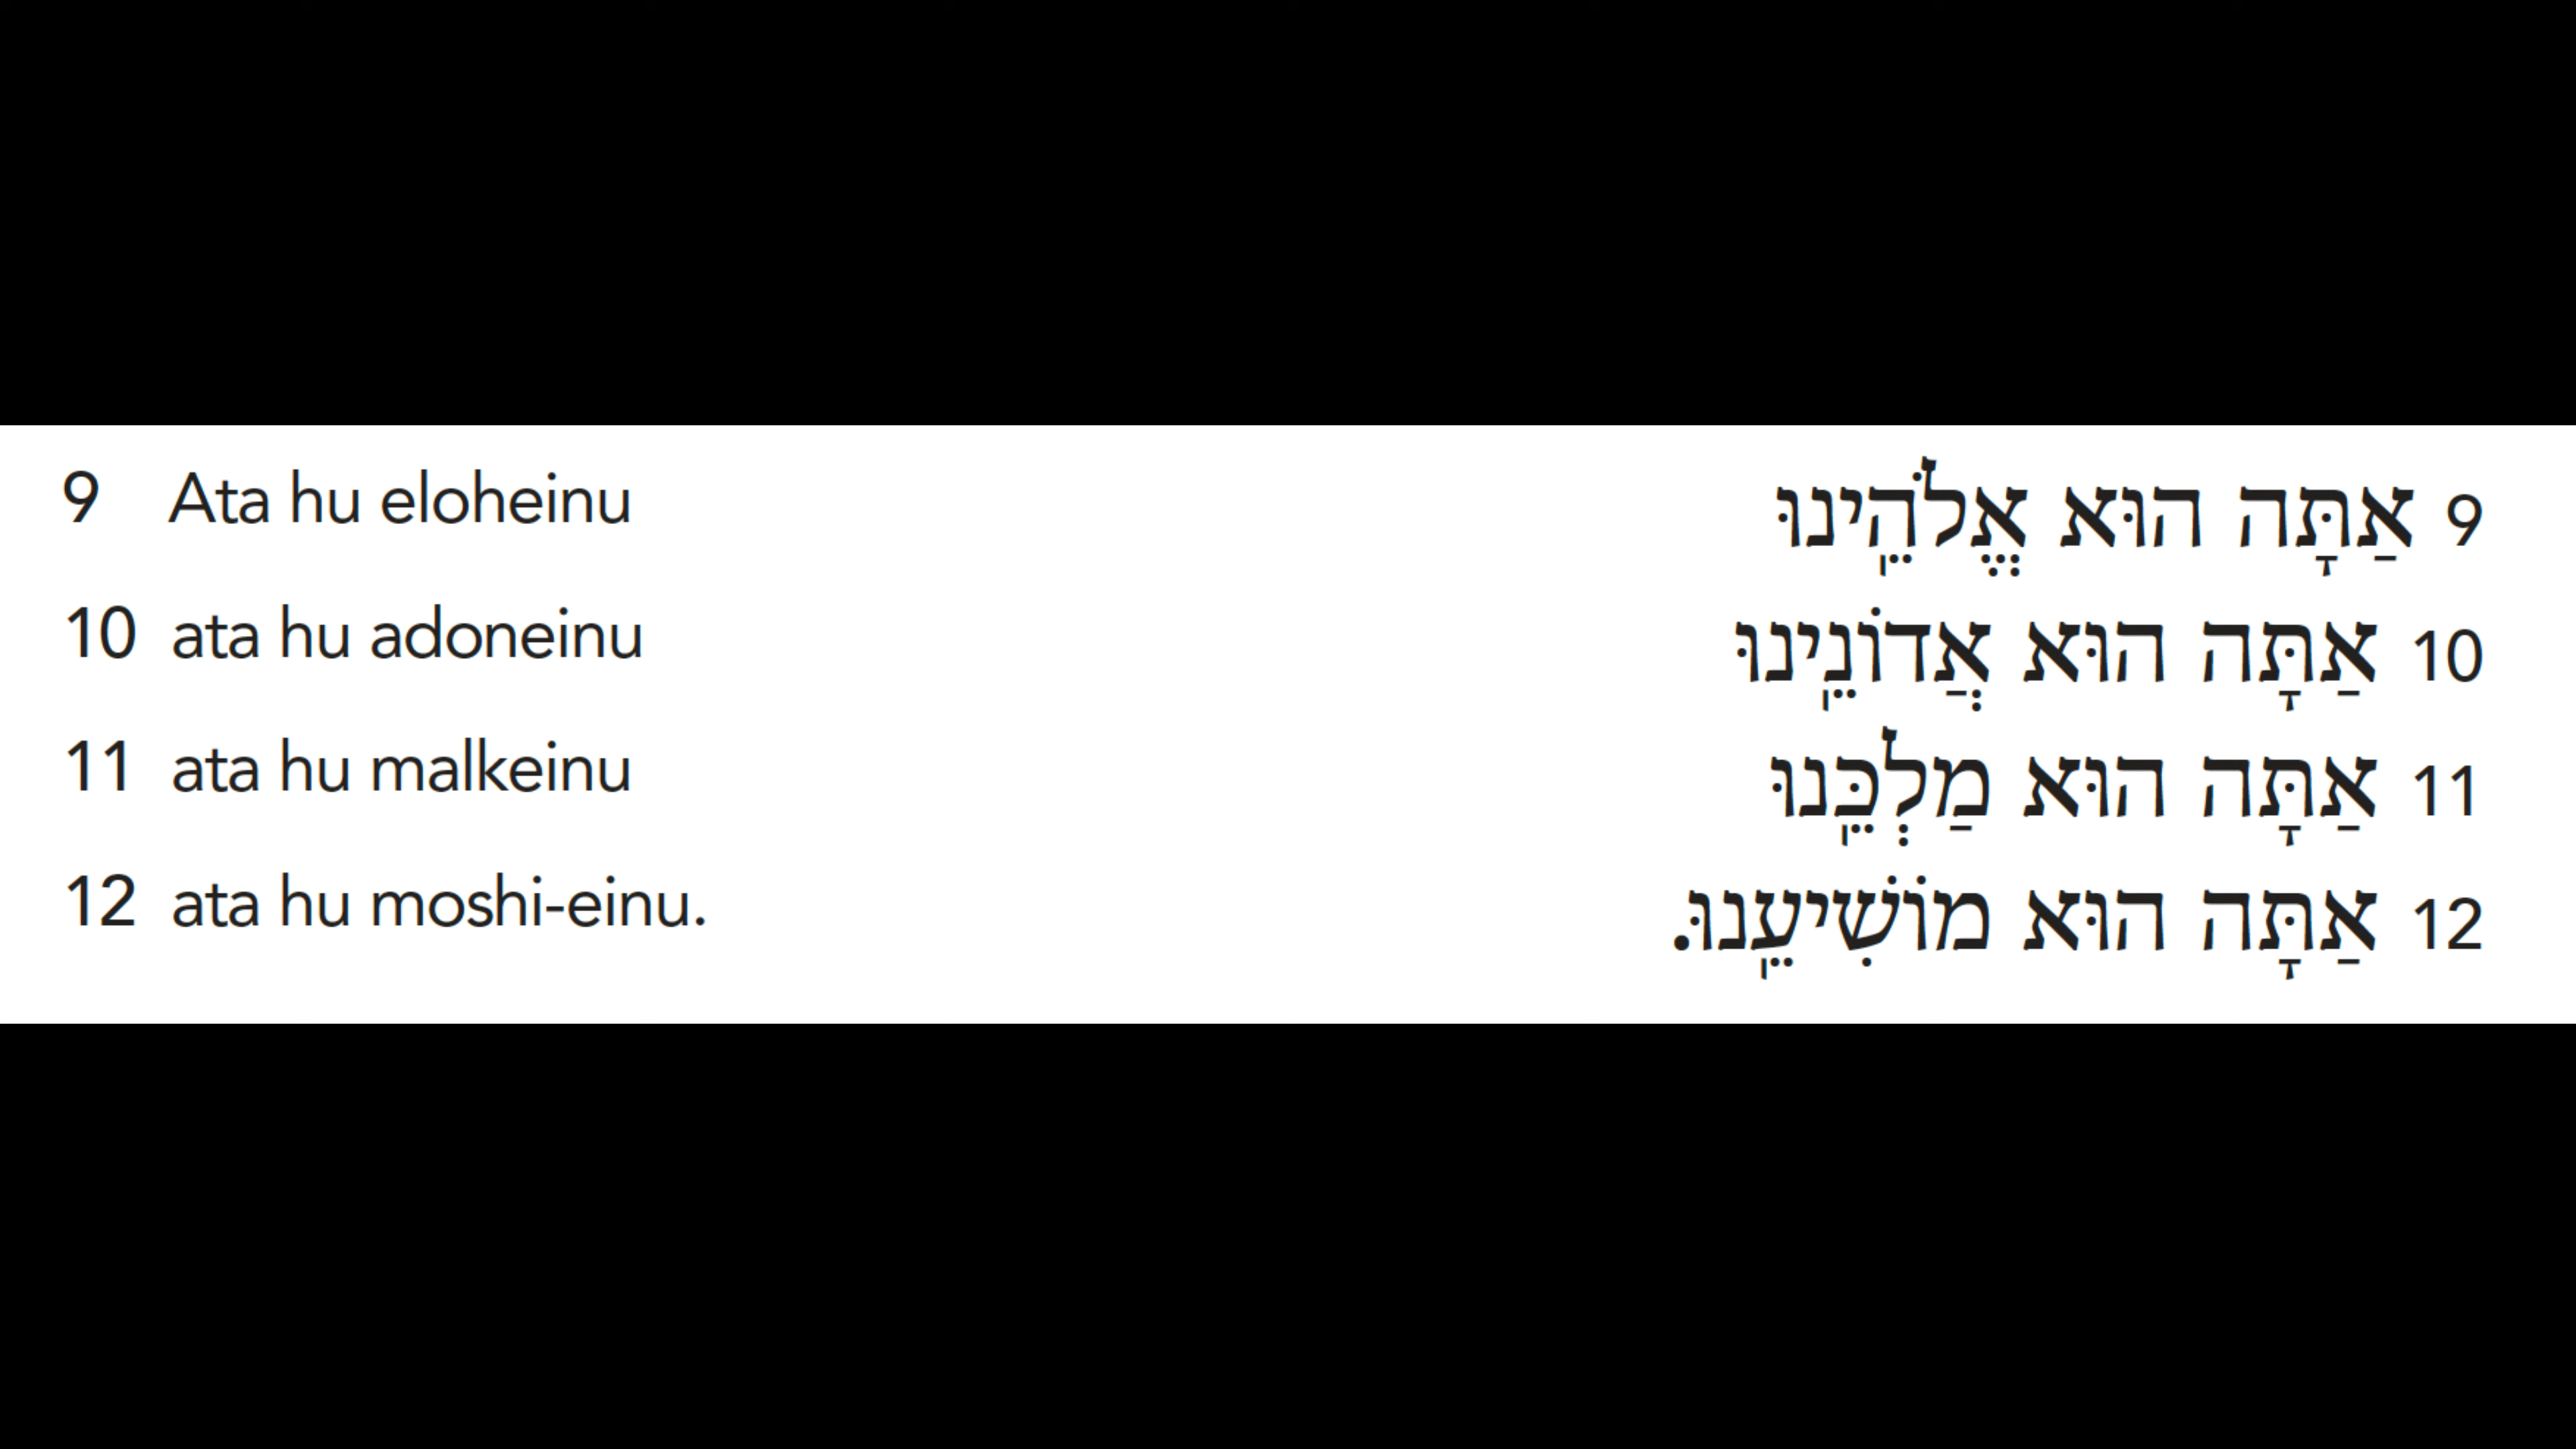 9 Ata hu eloheinu
10 ata hu adoneinu
11 ata hu malkeinu
12 ata hu moshi-einu.
9 אַתָּה הוּא אֱלֹהֵֽינוּ
10 אַתָּה הוּא אֲדוֹנֵֽינוּ
11 אַתָּה הוּא מַלְכֵּֽנוּ
12 אַתָּה הוּא מוֹשִׁיעֵֽנוּ.